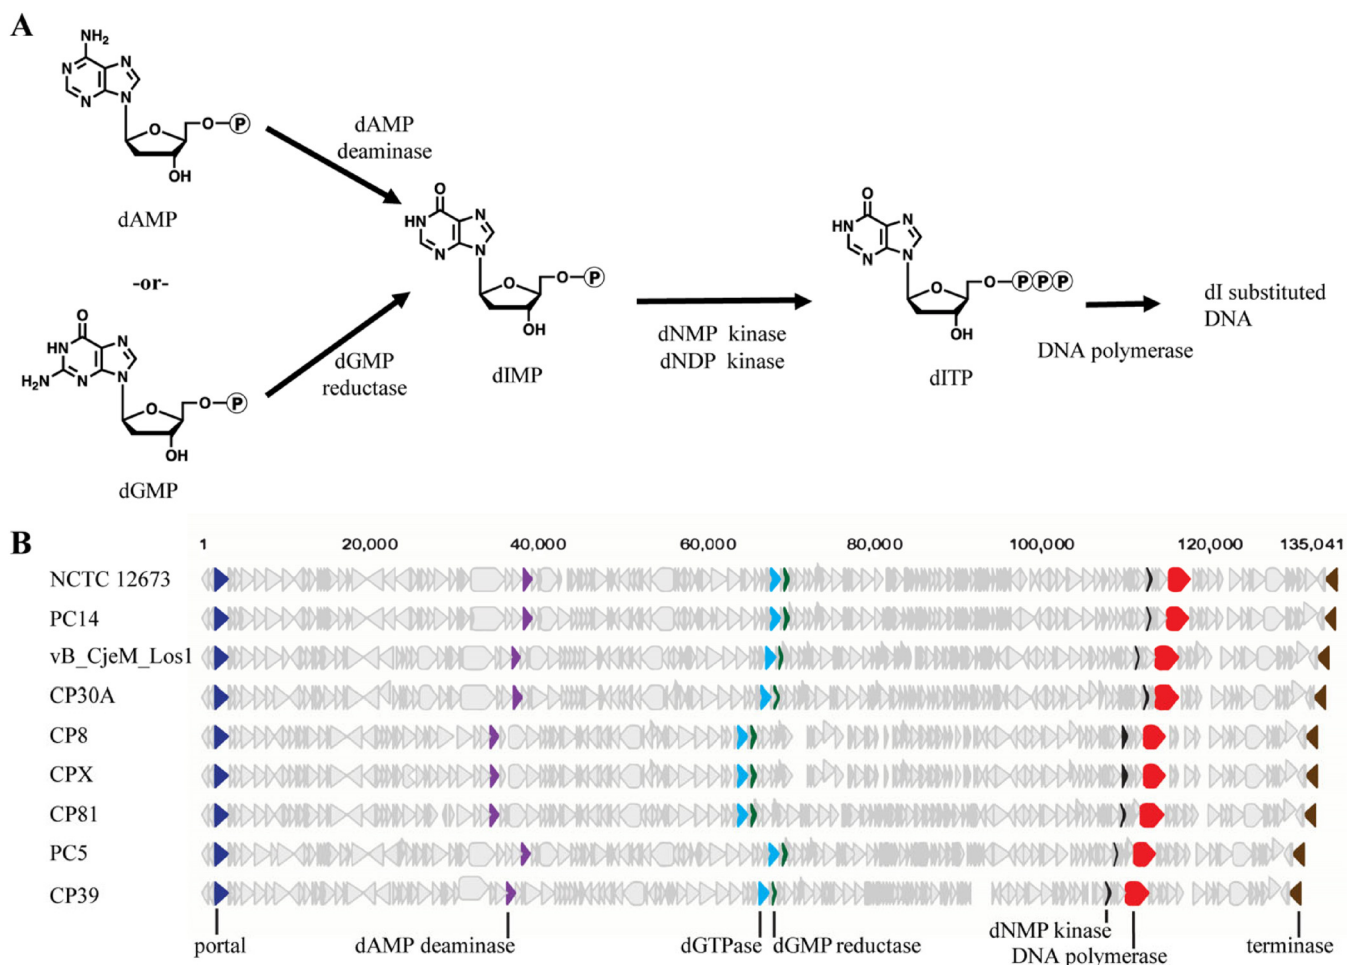 A
NH₂
N
N
N
N
O
O
P
OH
dAMP
-or-
O
HN
N
H₂N
N
N
O
O
P
OH
dGMP
dAMP
deaminase
dGMP
reductase
O
HN
N
N
N
O
O
P
OH
dIMP
dNMP kinase
dNDP kinase
O
HN
N
N
N
O
O
P P P
OH
dITP
DNA polymerase
dI substituted
DNA
B
1 20,000 40,000 60,000 80,000 100,000 120,000 135,041
NCTC 12673
PC14
vB_CjeM_Los1
CP30A
CP8
CPX
CP81
PC5
CP39
portal
dAMP deaminase
dGTPase
dGMP reductase
dNMP kinase
DNA polymerase
terminase